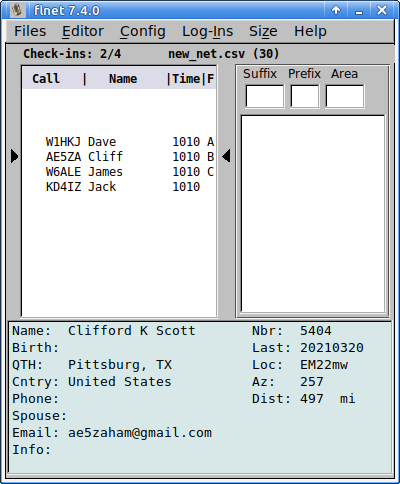 flnet 7.4.0
Files Editor Config Log-Ins Size Help
Check-ins: 2/4 new_net.csv (30)
Call | Name |Time|F
W1HKJ Dave 1010 A
AE5ZA Cliff 1010 B
W6ALE James 1010 C
KD4IZ Jack 1010
Suffix Prefix Area
Name: Clifford K Scott Nbr: 5404
Birth: Last: 20210320
QTH: Pittsburg, TX Loc: EM22mw
Cntry: United States Az: 257
Phone: Dist: 497 mi
Spouse:
Email: ae5zaham@gmail.com
Info: